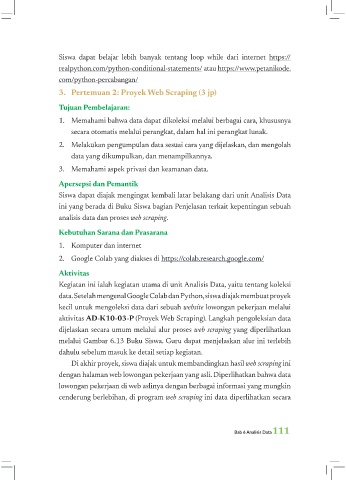 Siswa dapat belajar lebih banyak tentang loop while dari internet https://
realpython.com/python-conditional-statements/ atau https://www.petanikode.
com/python-percabangan/
3. Pertemuan 2: Proyek Web Scraping (3 jp)
Tujuan Pembelajaran:
1. Memahami bahwa data dapat dikoleksi melalui berbagai cara, khususnya
secara otomatis melalui perangkat, dalam hal ini perangkat lunak.
2. Melakukan pengumpulan data sesuai cara yang dijelaskan, dan mengolah
data yang dikumpulkan, dan menampilkannya.
3. Memahami aspek privasi dan keamanan data.
Apersepsi dan Pemantik
Siswa dapat diajak mengingat kembali latar belakang dari unit Analisis Data
ini yang berada di Buku Siswa bagian Penjelasan terkait kepentingan sebuah
analisis data dan proses web scraping.
Kebutuhan Sarana dan Prasarana
1. Komputer dan internet
2. Google Colab yang diakses di https://colab.research.google.com/
Aktivitas
Kegiatan ini ialah kegiatan utama di unit Analisis Data, yaitu tentang koleksi
data. Setelah mengenal Google Colab dan Python, siswa diajak membuat proyek
kecil untuk mengoleksi data dari sebuah website lowongan pekerjaan melalui
aktivitas AD-K10-03-P (Proyek Web Scraping). Langkah pengoleksian data
dijelaskan secara umum melalui alur proses web scraping yang diperlihatkan
melalui Gambar 6.13 Buku Siswa. Guru dapat menjelaskan alur ini terlebih
dahulu sebelum masuk ke detail setiap kegiatan.
Di akhir proyek, siswa diajak untuk membandingkan hasil web scraping ini
dengan halaman web lowongan pekerjaan yang asli. Diperlihatkan bahwa data
lowongan pekerjaan di web aslinya dengan berbagai informasi yang mungkin
cenderung berlebihan, di program web scraping ini data diperlihatkan secara
Bab 6 Analisis Data 111